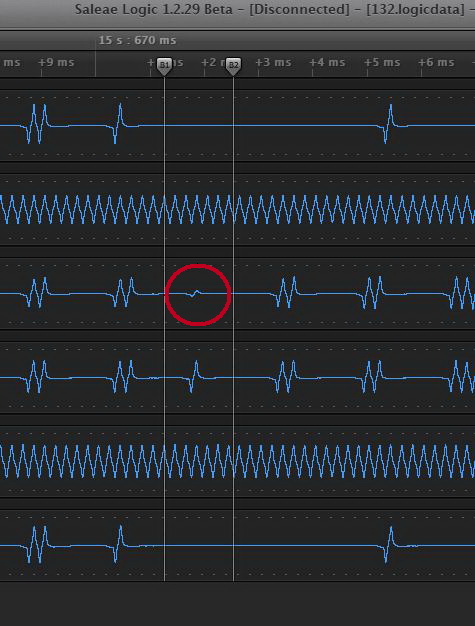 Saleae Logic 1.2.29 Beta - [Disconnected] - [132.logicdata] -
15 s : 670 ms
ms +9 ms +2 m +3 ms +4 ms +5 ms +6 ms
B1 B2